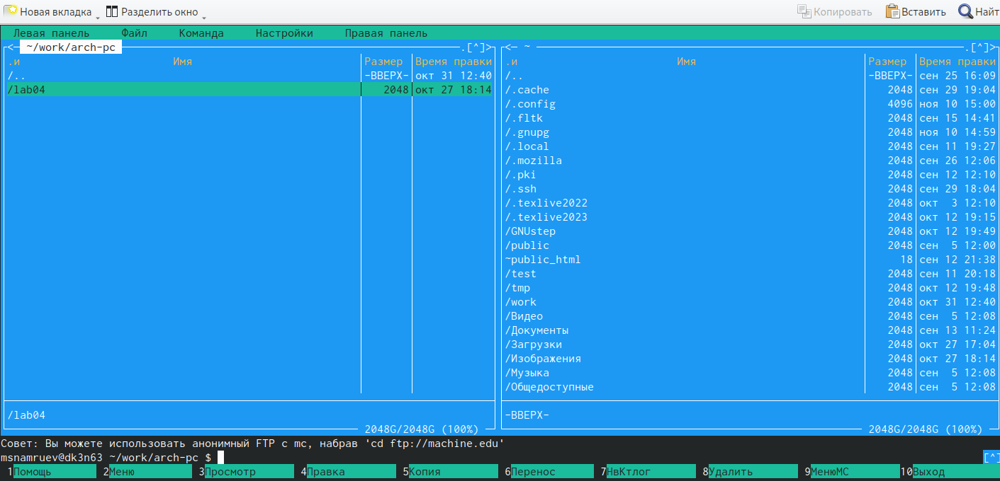 Новая вкладка Разделить окно Копировать Вставить Найт
Левая панель Файл Команда Настройки Правая панель
<— ~/work/arch-pc .[^]> <— ~ .[^]>
.и Имя Размер Время правки .и Имя Размер Время правки
/.. -ВВЕРХ- окт 31 12:40 /.. -ВВЕРХ- сен 25 16:09
/lab04 2048 окт 27 18:14 /.cache 2048 сен 29 19:04
/.config 4096 ноя 10 15:00
/.fltk 2048 сен 15 14:41
/.gnupg 2048 ноя 10 14:59
/.local 2048 сен 11 19:27
/.mozilla 2048 сен 26 12:06
/.pki 2048 сен 12 12:10
/.ssh 2048 сен 29 18:04
/.texlive2022 2048 окт 3 12:10
/.texlive2023 2048 окт 12 19:15
/GNUstep 2048 окт 12 19:49
/public 2048 сен 5 12:00
~public_html 18 сен 12 21:38
/test 2048 сен 11 20:18
/tmp 2048 окт 12 19:48
/work 2048 окт 31 12:40
/Видео 2048 сен 5 12:08
/Документы 2048 сен 13 11:24
/Загрузки 2048 окт 27 17:04
/Изображения 2048 окт 27 18:14
/Музыка 2048 сен 5 12:08
/Общедоступные 2048 сен 5 12:08
/lab04 -ВВЕРХ-
2048G/2048G (100%) 2048G/2048G (100%)
Совет: Вы можете использовать анонимный FTP с mc, набрав 'cd ftp://machine.edu'
msnamruev@dk3n63 ~/work/arch-pc $ [^]
1Помощь 2Меню 3Просмотр 4Правка 5Копия 6Перенос 7НвКтлог 8Удалить 9МенюМС 10Выход